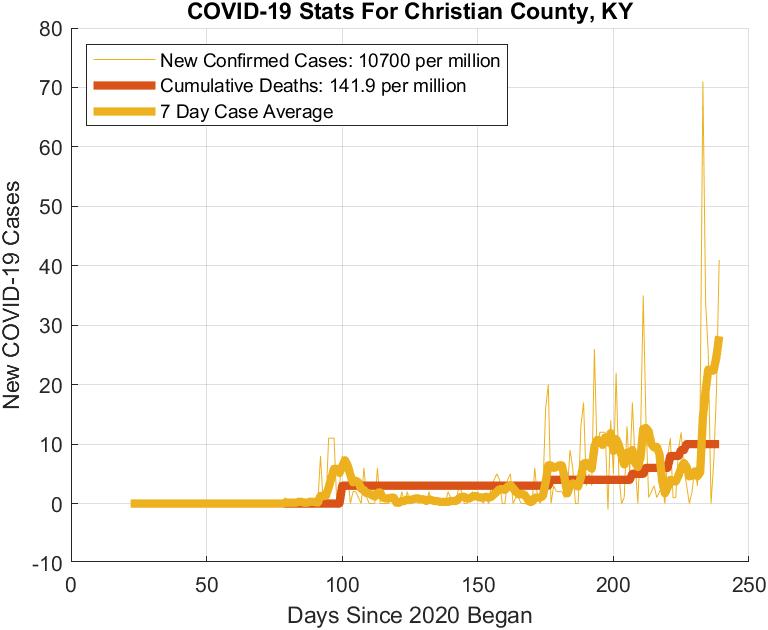 COVID-19 Stats For Christian County, KY
New Confirmed Cases: 10700 per million
Cumulative Deaths: 141.9 per million
7 Day Case Average
New COVID-19 Cases
80
70
60
50
40
30
20
10
0
-10
0 50 100 150 200 250
Days Since 2020 Began